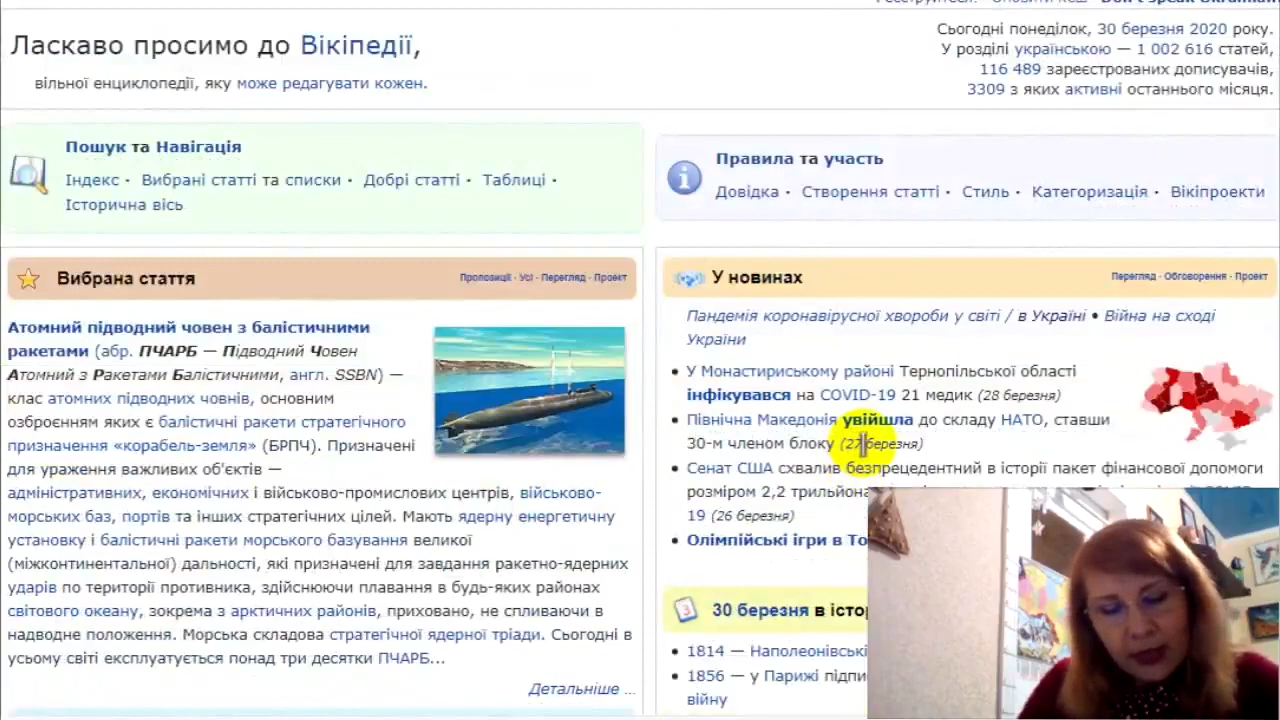 Ласкаво просимо до Вікіпедії,
вільної енциклопедії, яку може редагувати кожен.
Сьогодні понеділок, 30 березня 2020 року.
У розділі українською — 1 002 616 статей,
116 489 зареєстрованих дописувачів,
3309 з яких активні останнього місяця.
Пошук та Навігація
Індекс · Вибрані статті та списки · Добрі статті · Таблиці ·
Історична вісь
Правила та участь
Довідка · Створення статті · Стиль · Категоризація · Вікіпроекти
Вибрана стаття
Пропозиції · Усі · Перегляд · Проект
Атомний підводний човен з балістичними
ракетами (абр. ПЧАРБ — Підводний Човен
Атомний з Ракетами Балістичними, англ. SSBN) —
клас атомних підводних човнів, основним
озброєнням яких є балістичні ракети стратегічного
призначення «корабель-земля» (БРПЧ). Призначені
для ураження важливих об'єктів —
адміністративних, економічних і військово-промислових центрів, військово-
морських баз, портів та інших стратегічних цілей. Мають ядерну енергетичну
установку і балістичні ракети морського базування великої
(міжконтинентальної) дальності, які призначені для завдання ракетно-ядерних
ударів по території противника, здійснюючи плавання в будь-яких районах
світового океану, зокрема з арктичних районів, приховано, не спливаючи в
надводне положення. Морська складова стратегічної ядерної тріади. Сьогодні в
усьому світі експлуатується понад три десятки ПЧАРБ...
Детальніше ...
У новинах
Перегляд · Обговорення · Проект
Пандемія коронавірусної хвороби у світі / в Україні • Війна на сході
України
• У Монастириському районі Тернопільської області
інфікувався на COVID-19 21 медик (28 березня)
• Північна Македонія увійшла до складу НАТО, ставши
30-м членом блоку (27 березня)
• Сенат США схвалив безпрецедентний в історії пакет фінансової допомоги
розміром 2,2 трильйона
19 (26 березня)
• Олімпійські ігри в То
30 березня в істор
• 1814 — Наполеонівські
• 1856 — у Парижі підпи
війну